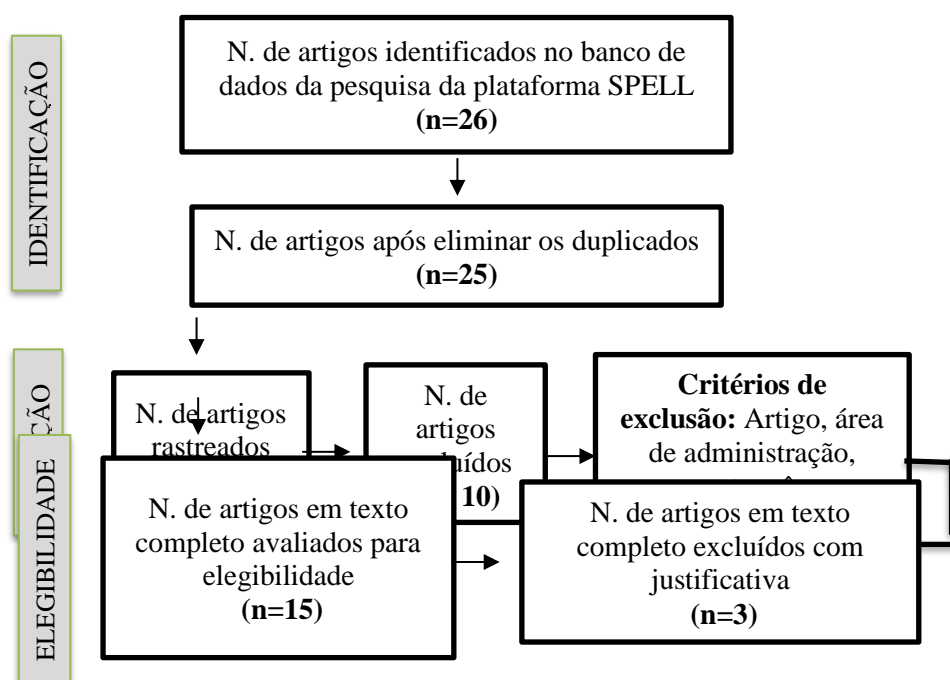 IDENTIFICAÇÃO
N. de artigos identificados no banco de
dados da pesquisa da plataforma SPELL
(n=26)
N. de artigos após eliminar os duplicados
(n=25)
N. de artigos
rastreados
N. de
artigos
10)
Critérios de
exclusão: Artigo, área
de administração,
ELEGIBILIDADE
N. de artigos em texto
completo avaliados para
elegibilidade
(n=15)
N. de artigos em texto
completo excluídos com
justificativa
(n=3)